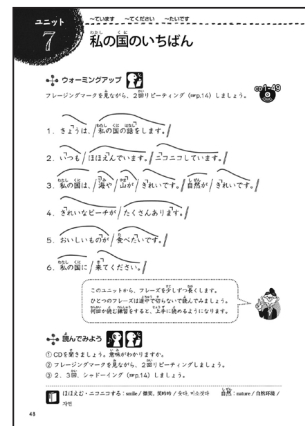 ユニット
7
～ています　～てください　～たいです
私の国のいちばん
ウォーミングアップ
フレージングマークを見ながら、2回リピーティング（p.14）しましょう。
1. きょうは、/私の国の話をします。//
2. いつも/ほほえんでいます。//ニコニコしています。//
3. 私の国は、/海や/山が/きれいです。//自然が/きれいです。//
4. きれいなビーチが/たくさんあります。//
5. おいしいものが/食べたいです。//
6. 私の国に/来てください。//
このユニットから、フレーズを少しずつ長くします。
ひとつのフレーズは途中で切らないで読んでみましょう。
何回か読む練習をすると、上手に読めるようになります。
読んでみよう
① CDを聞きましょう。意味がわかりますか。
② フレージングマークを見ながら、2回リピーティングしましょう。
③ 2、3回、シャドーイング（p.14）しましょう。
ほほえむ・ニコニコする：smile /
自然：nature /
자연
48